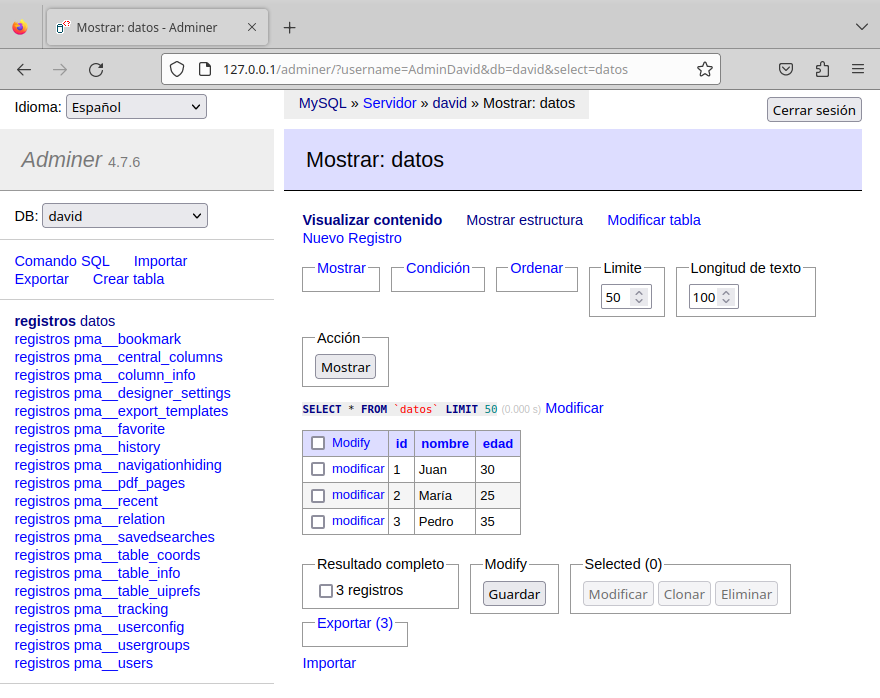 Mostrar: datos - Adminer
127.0.0.1/adminer/?username=AdminDavid&db=david&select=datos
Idioma: Español
MySQL » Servidor » david » Mostrar: datos
Cerrar sesión
Adminer 4.7.6
Mostrar: datos
DB: david
Comando SQL Importar
Exportar Crear tabla
registros datos
registros pma__bookmark
registros pma__central_columns
registros pma__column_info
registros pma__designer_settings
registros pma__export_templates
registros pma__favorite
registros pma__history
registros pma__navigationhiding
registros pma__pdf_pages
registros pma__recent
registros pma__relation
registros pma__savedsearches
registros pma__table_coords
registros pma__table_info
registros pma__table_uiprefs
registros pma__tracking
registros pma__userconfig
registros pma__usergroups
registros pma__users
Visualizar contenido Mostrar estructura Modificar tabla
Nuevo Registro
Mostrar Condición Ordenar Limite Longitud de texto
50 100
Acción
Mostrar
SELECT * FROM `datos` LIMIT 50 (0.000 s) Modificar
Modify id nombre edad
modificar 1 Juan 30
modificar 2 María 25
modificar 3 Pedro 35
Resultado completo Modify Selected (0)
3 registros Guardar Modificar Clonar Eliminar
Exportar (3)
Importar